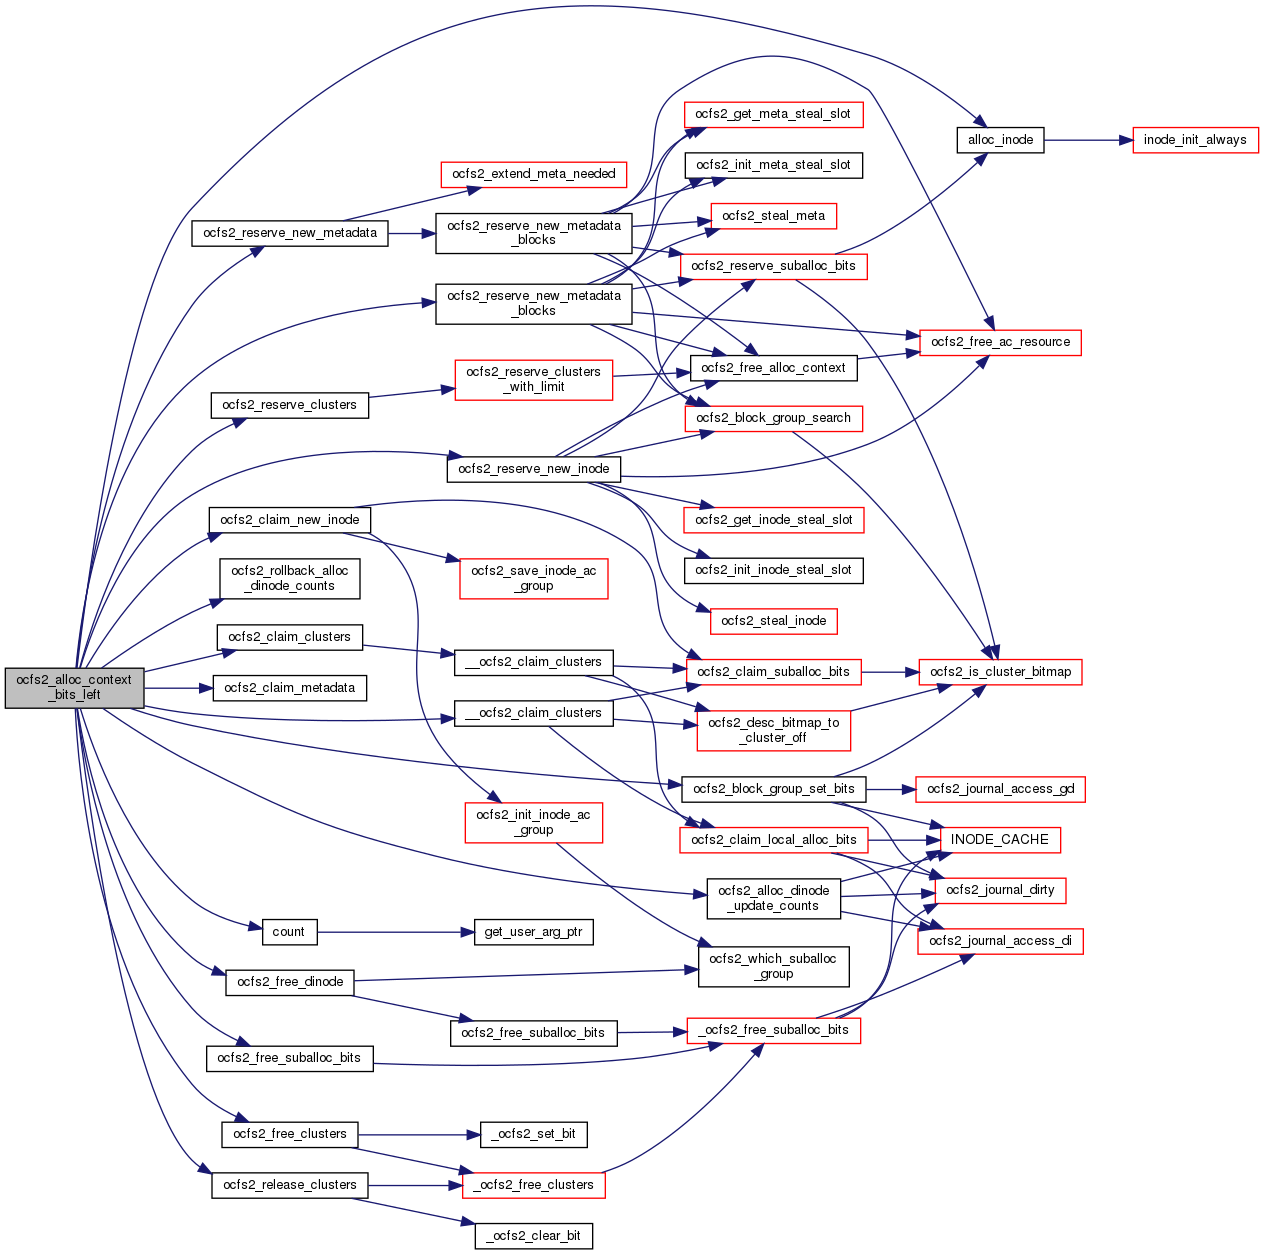 ocfs2_get_meta_steal_slot
alloc_inode
inode_init_always
ocfs2_init_meta_steal_slot
ocfs2_extend_meta_needed
ocfs2_steal_meta
ocfs2_reserve_new_metadata
ocfs2_reserve_new_metadata
_blocks
ocfs2_reserve_suballoc_bits
ocfs2_reserve_new_metadata
_blocks
ocfs2_free_ac_resource
ocfs2_reserve_clusters
_with_limit
ocfs2_free_alloc_context
ocfs2_reserve_clusters
ocfs2_block_group_search
ocfs2_reserve_new_inode
ocfs2_claim_new_inode
ocfs2_get_inode_steal_slot
ocfs2_rollback_alloc
_dinode_counts
ocfs2_save_inode_ac
_group
ocfs2_init_inode_steal_slot
ocfs2_steal_inode
ocfs2_claim_clusters
__ocfs2_claim_clusters
ocfs2_alloc_context
_bits_left
ocfs2_claim_metadata
ocfs2_claim_suballoc_bits
ocfs2_is_cluster_bitmap
__ocfs2_claim_clusters
ocfs2_desc_bitmap_to
_cluster_off
ocfs2_block_group_set_bits
ocfs2_journal_access_gd
ocfs2_init_inode_ac
_group
ocfs2_claim_local_alloc_bits
INODE_CACHE
ocfs2_alloc_dinode
_update_counts
ocfs2_journal_dirty
count
get_user_arg_ptr
ocfs2_journal_access_di
ocfs2_which_suballoc
_group
ocfs2_free_dinode
ocfs2_free_suballoc_bits
_ocfs2_free_suballoc_bits
ocfs2_free_suballoc_bits
ocfs2_free_clusters
_ocfs2_set_bit
ocfs2_release_clusters
_ocfs2_free_clusters
_ocfs2_clear_bit